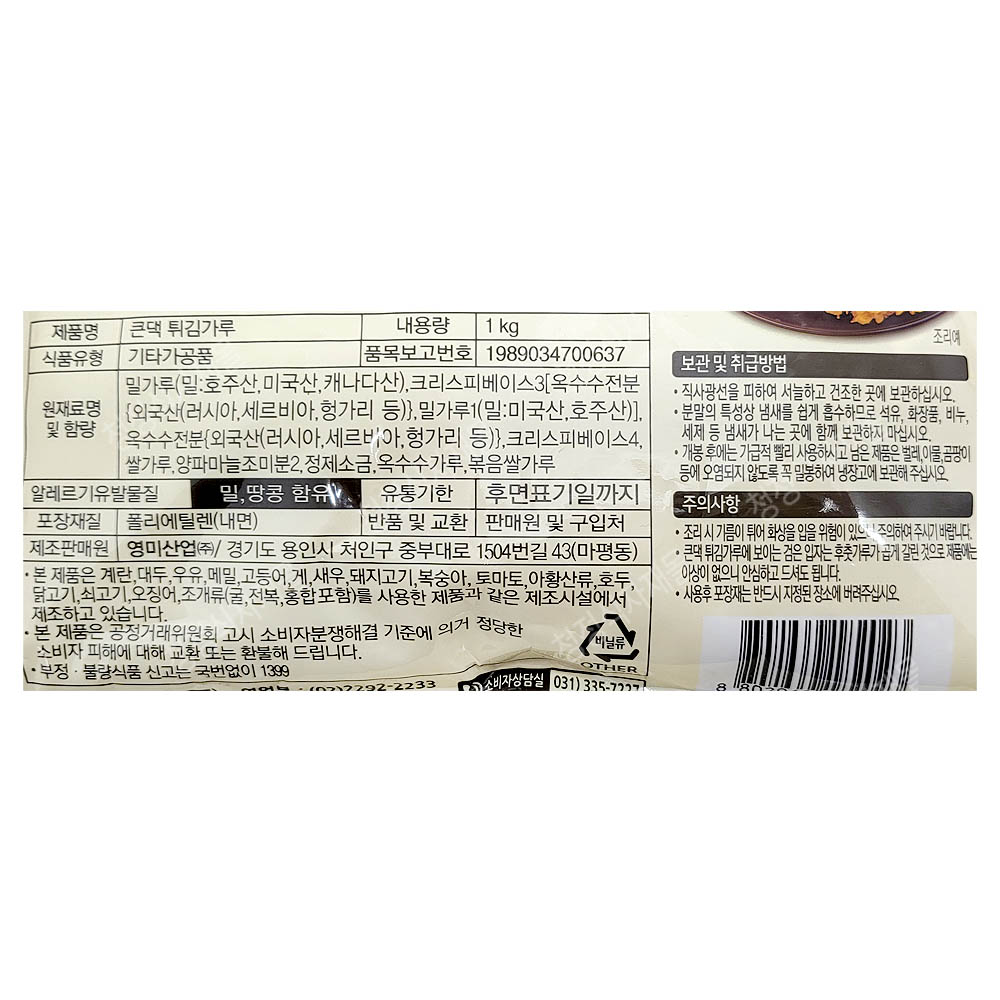 제품명 큰댁 튀김가루 내용량 1kg
식품유형 기타가공품 품목보고번호 1989034700637
원재료명 및 함량
밀가루(밀:호주산,미국산,캐나다산),크리스피베이스3[옥수수전분
{외국산(러시아,세르비아,헝가리 등)},밀가루1(밀:미국산,호주산)],
옥수수전분{외국산(러시아,세르비아,헝가리 등)},크리스피베이스4,
쌀가루,양파마늘조미분2,정제소금,옥수수가루,볶음쌀가루
알레르기유발물질 밀,땅콩 함유 유통기한 후면표기일까지
포장재질 폴리에틸렌(내면) 반품 및 교환 판매원 및 구입처
제조판매원 영미산업㈜/ 경기도 용인시 처인구 중부대로 1504번길 43(마평동)
·본 제품은 계란,대두,우유,메밀,고등어,게,새우,돼지고기,복숭아,토마토,아황산류,호두,
닭고기,쇠고기,오징어,조개류(굴,전복,홍합포함)를 사용한 제품과 같은 제조시설에서
제조하고 있습니다.
·본 제품은 공정거래위원회 고시 소비자분쟁해결 기준에 의거 정당한
소비자 피해에 대해 교환 또는 환불해 드립니다.
·부정·불량식품 신고는 국번없이 1399
비닐류
OTHER
(02)2292-2233 소비자상담실 031) 335-7227
조리예
보관 및 취급방법
·직사광선을 피하여 서늘하고 건조한 곳에 보관하십시오.
·분말의 특성상 냄새를 쉽게 흡수하므로 석유, 화장품, 비누,
세제 등 냄새가 나는 곳에 함께 보관하지 마십시오.
·개봉 후에는 가급적 빨리 사용하시고 남은 제품은 벌레,이물,곰팡이
등에 오염되지 않도록 꼭 밀봉하여 냉장고에 보관해 주십시오.
주의사항
·조리 시 기름이 튀어 화상을 입을 위험이 있으니 주의하여 주시기 바랍니다.
·큰댁 튀김가루에 보이는 검은 입자는 후춧가루가 곱게 갈린 것으로 제품에는
이상이 없으니 안심하고 드셔도 됩니다.
·사용후 포장재는 반드시 지정된 장소에 버려주십시오.